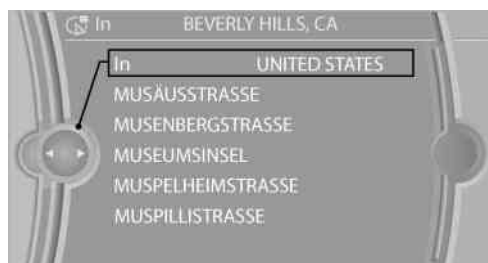 In BEVERLY HILLS, CA
In UNITED STATES
MUSÄUSSTRASSE
MUSENBERGSTRASSE
MUSEUMSINSEL
MUSPELHEIMSTRASSE
MUSPILLISTRASSE